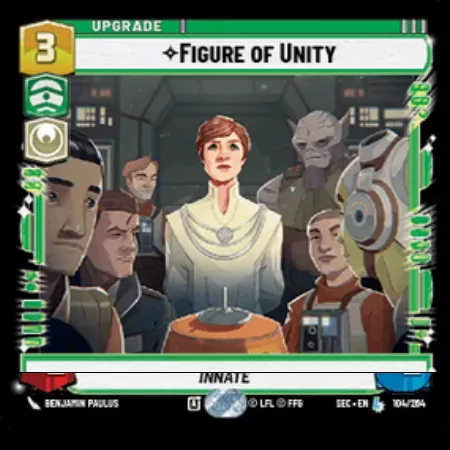 UPGRADE
3
FIGURE OF UNITY
INNATE
BENJAMIN PAULUS
A
© LFL © FFG
SEC • EN
104/264